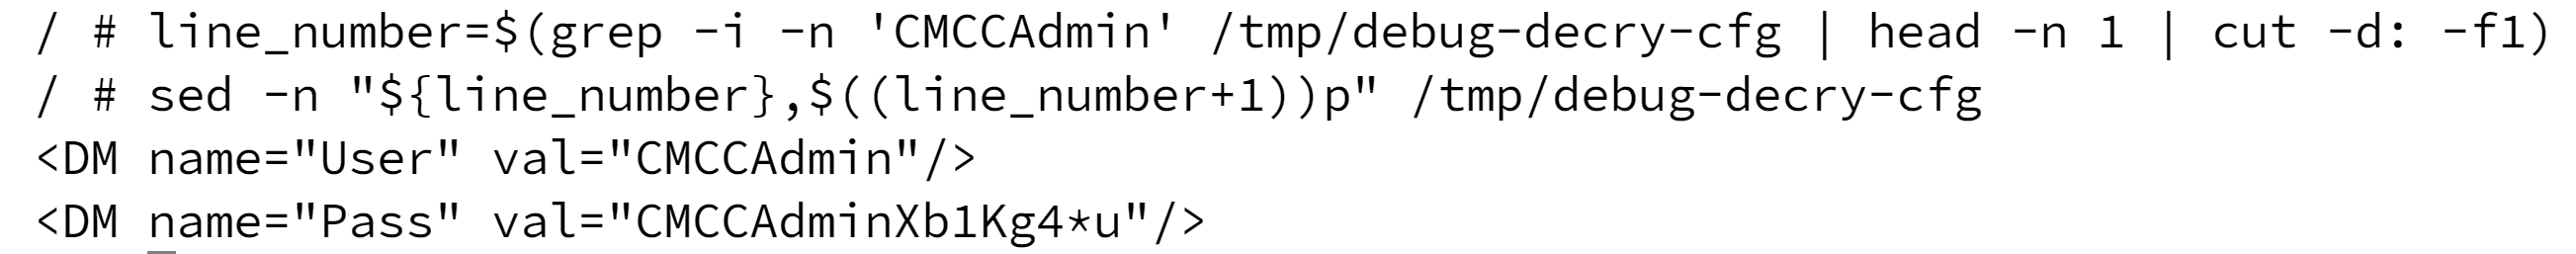 / # line_number=$(grep -i -n 'CMCCAdmin' /tmp/debug-decry-cfg | head -n 1 | cut -d: -f1)
/ # sed -n "${line_number},$((line_number+1))p" /tmp/debug-decry-cfg
<DM name="User" val="CMCCAdmin"/>
<DM name="Pass" val="CMCCAdminXb1Kg4*u"/>